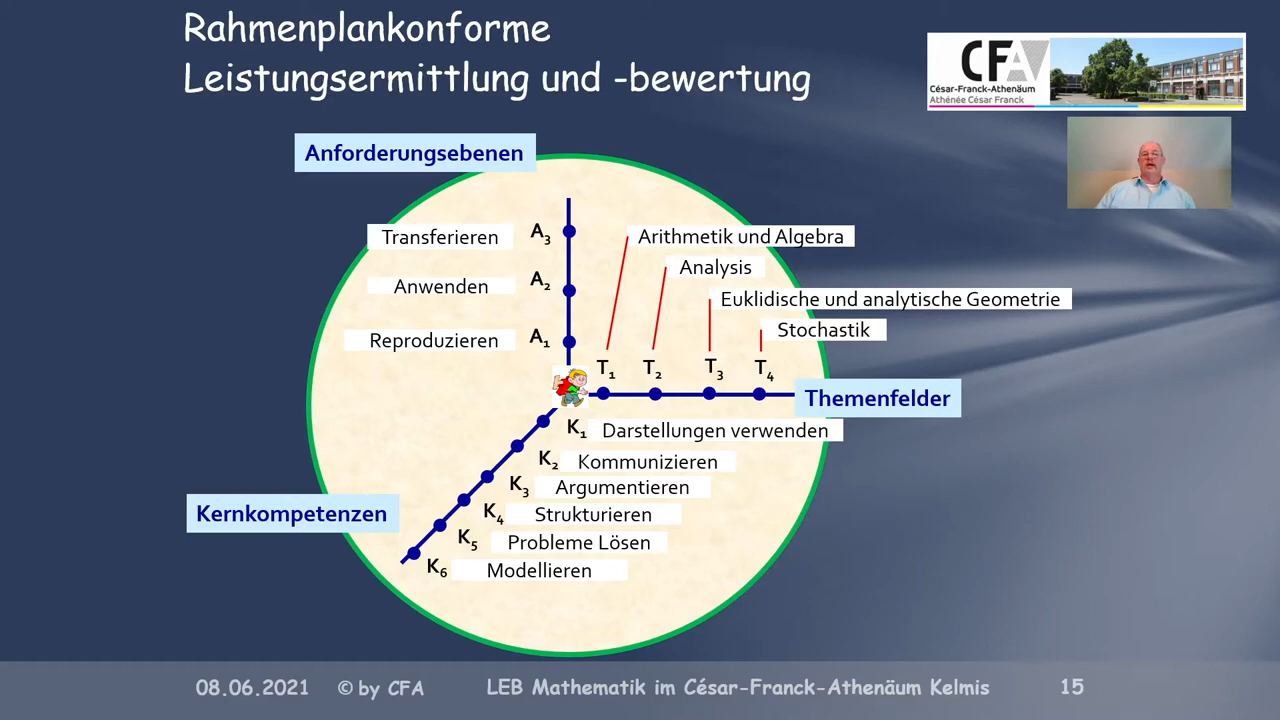 Rahmenplankonforme
Leistungsermittlung und -bewertung
CFA
César-Franck-Athenäum
Athénée César Franck
Anforderungsebenen
Transferieren
A3
Anwenden
A2
Reproduzieren
A1
Arithmetik und Algebra
Analysis
Euklidische und analytische Geometrie
Stochastik
T1 T2 T3 T4
Themenfelder
K1 Darstellungen verwenden
K2 Kommunizieren
K3 Argumentieren
K4 Strukturieren
K5 Probleme Lösen
K6 Modellieren
Kernkompetenzen
08.06.2021 © by CFA LEB Mathematik im César-Franck-Athenäum Kelmis 15